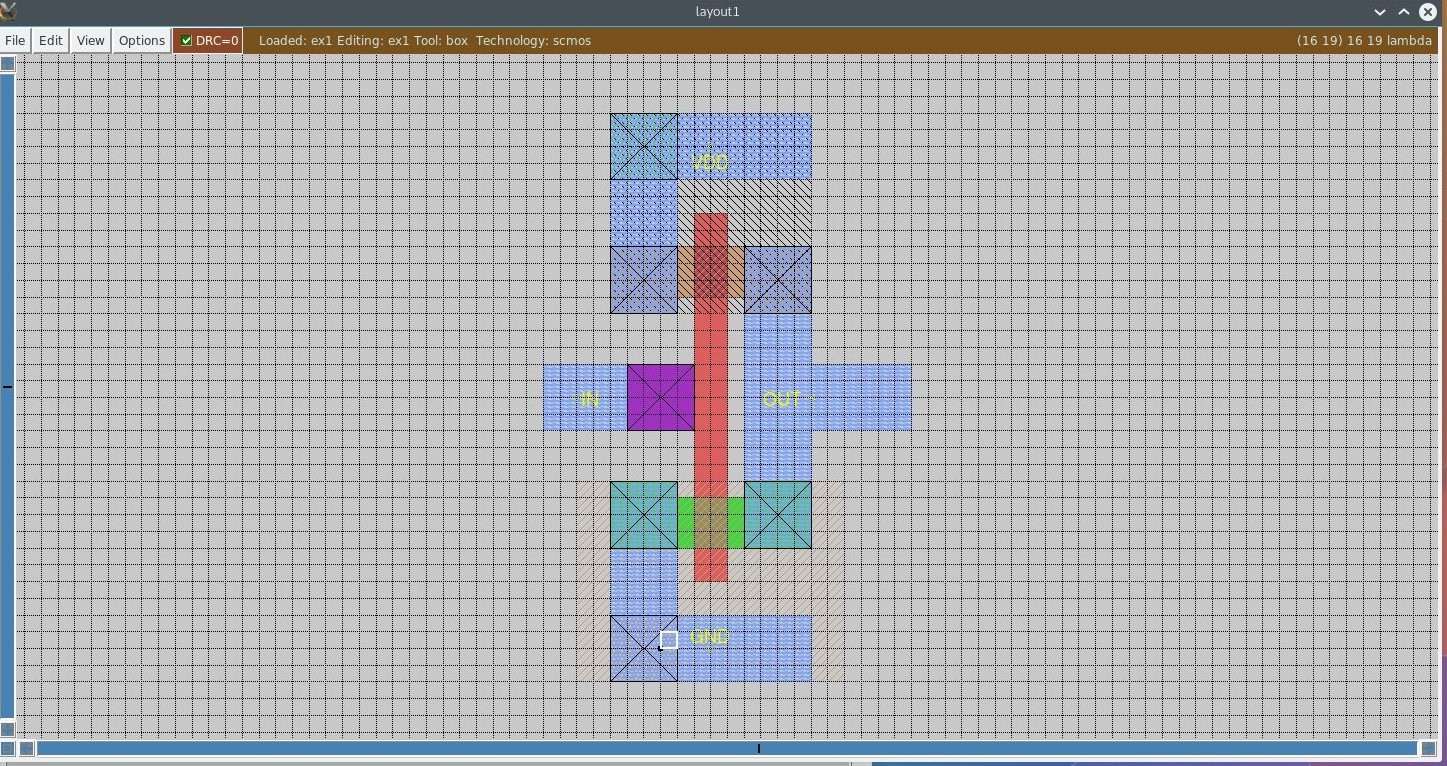 layout1
File Edit View Options DRC=0 Loaded: ex1 Editing: ex1 Tool: box Technology: scmos (16 19) 16 19 lambda
VDD
IN OUT
GND